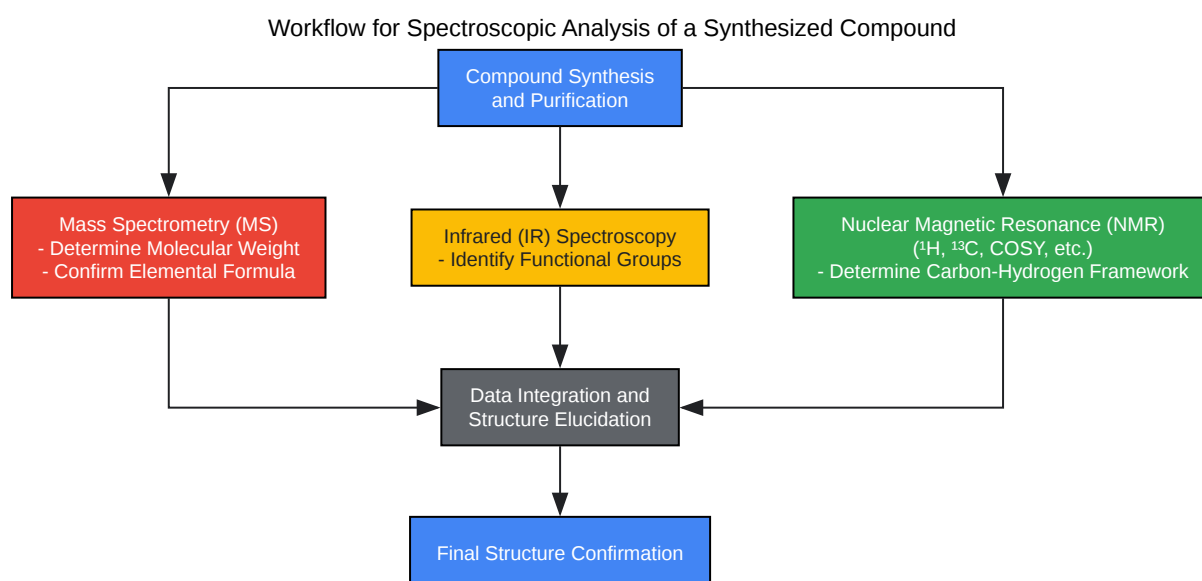 Workflow for Spectroscopic Analysis of a Synthesized Compound
Compound Synthesis
and Purification
Mass Spectrometry (MS)
- Determine Molecular Weight
- Confirm Elemental Formula
Infrared (IR) Spectroscopy
- Identify Functional Groups
Nuclear Magnetic Resonance (NMR)
(¹H, ¹³C, COSY, etc.)
- Determine Carbon-Hydrogen Framework
Data Integration and
Structure Elucidation
Final Structure Confirmation